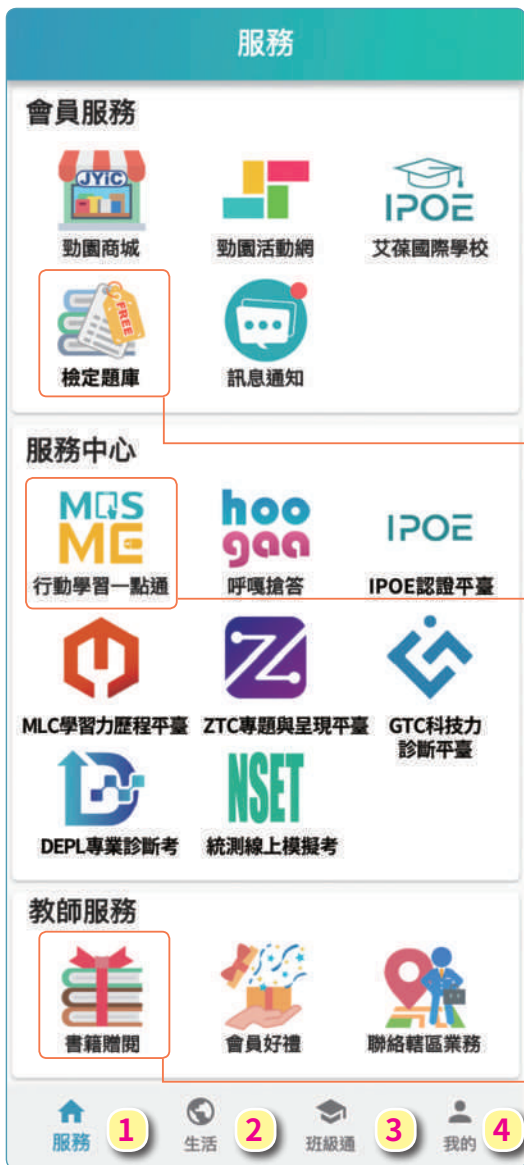 服務
會員服務
JYiC
IPOE
勁園商城
勁園活動網
艾葆國際學校
FREE
檢定題庫
訊息通知
服務中心
MOSME
行動學習一點通
hoogaa
呼嘎搶答
IPOE
IPOE認證平臺
MLC學習力歷程平臺
ZTC專題與呈現平臺
GTC科技力
診斷平臺
NSET
DEPL專業診斷考
統測線上模擬考
教師服務
書籍贈閱
會員好禮
聯絡轄區業務
服務 1
生活 2
班級通 3
我的 4